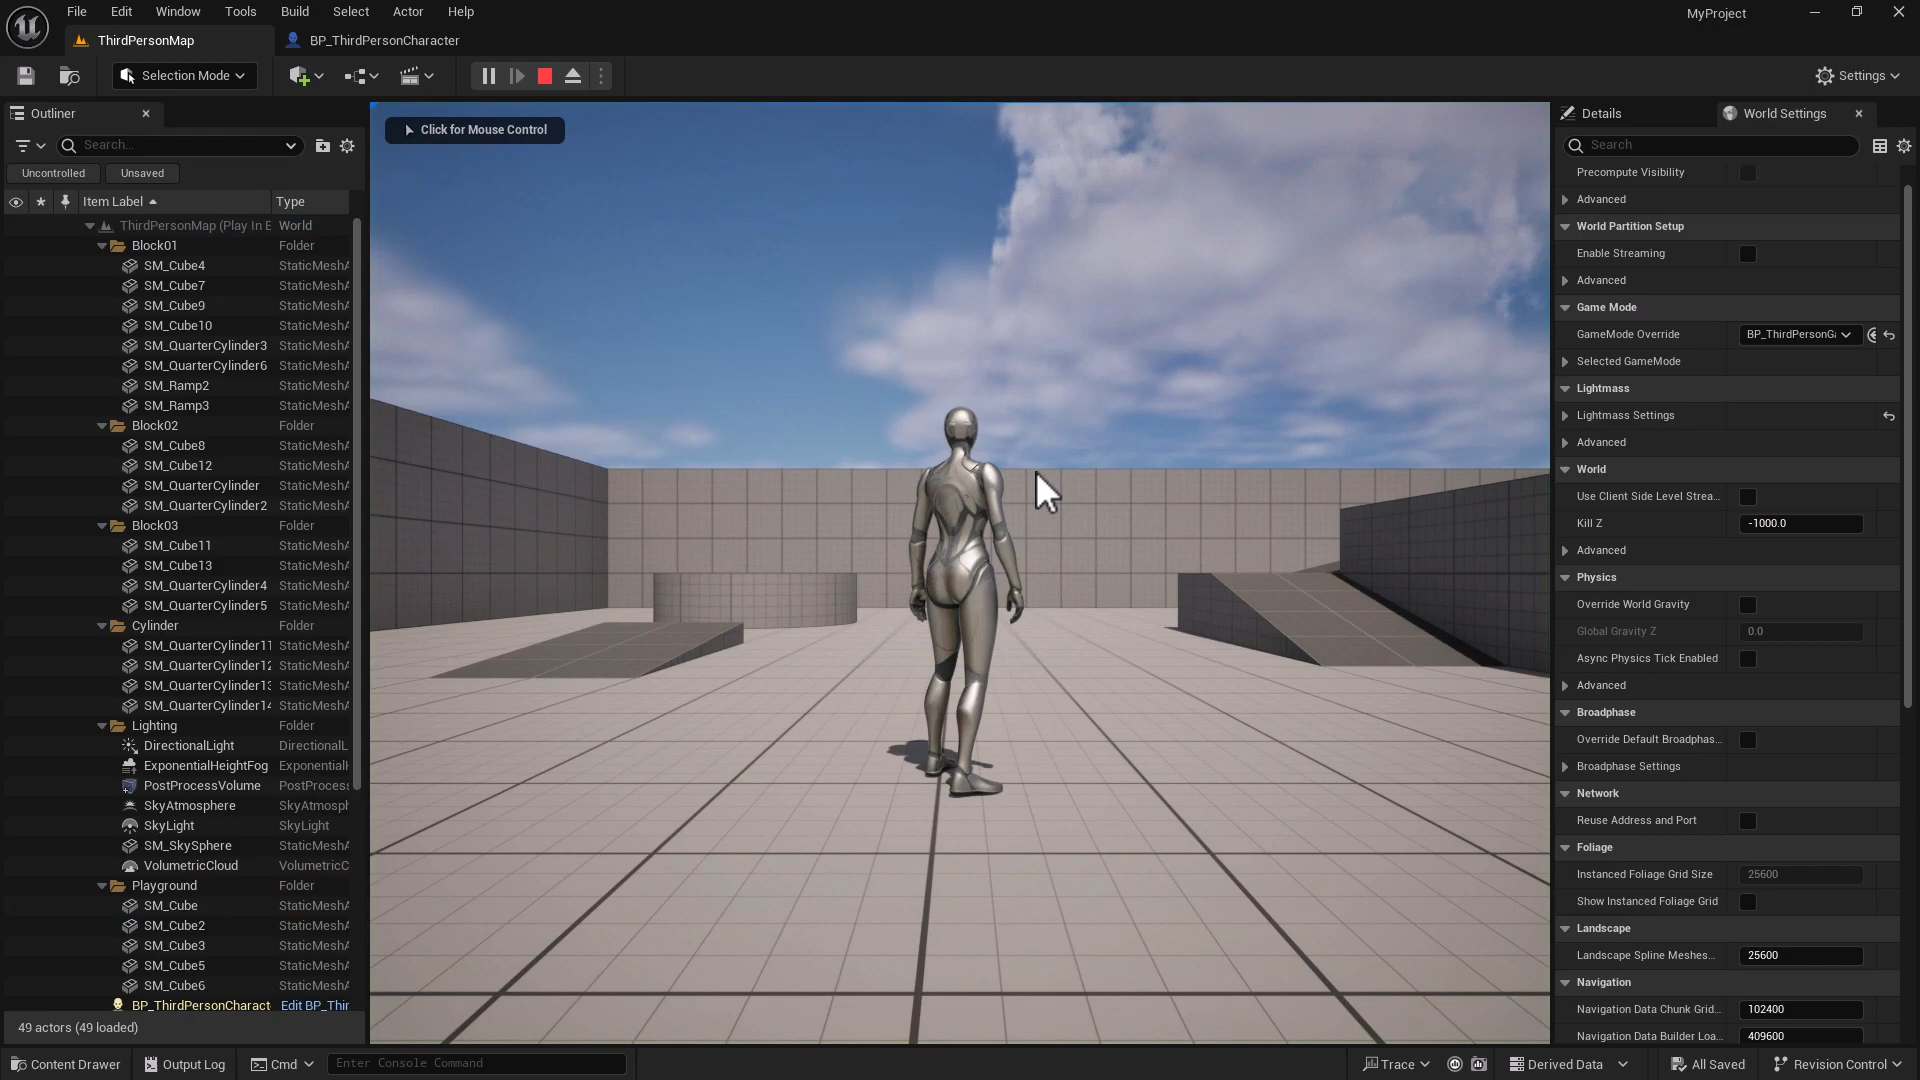 File Edit Window Tools Build Select Actor Help
MyProject
ThirdPersonMap
BP_ThirdPersonCharacter
Selection Mode
Settings
Outliner
Search...
Uncontrolled
Unsaved
Item Label Type
ThirdPersonMap (Play In E World
Block01 Folder
SM_Cube4 StaticMeshA
SM_Cube7 StaticMeshA
SM_Cube9 StaticMeshA
SM_Cube10 StaticMeshA
SM_QuarterCylinder3 StaticMeshA
SM_QuarterCylinder6 StaticMeshA
SM_Ramp2 StaticMeshA
SM_Ramp3 StaticMeshA
Block02 Folder
SM_Cube8 StaticMeshA
SM_Cube12 StaticMeshA
SM_QuarterCylinder StaticMeshA
SM_QuarterCylinder2 StaticMeshA
Block03 Folder
SM_Cube11 StaticMeshA
SM_Cube13 StaticMeshA
SM_QuarterCylinder4 StaticMeshA
SM_QuarterCylinder5 StaticMeshA
Cylinder Folder
SM_QuarterCylinder11 StaticMeshA
SM_QuarterCylinder12 StaticMeshA
SM_QuarterCylinder13 StaticMeshA
SM_QuarterCylinder14 StaticMeshA
Lighting Folder
DirectionalLight DirectionalL
ExponentialHeightFog ExponentialH
PostProcessVolume PostProcess
SkyAtmosphere SkyAtmosph
SkyLight SkyLight
SM_SkySphere StaticMeshA
VolumetricCloud VolumetricC
Playground Folder
SM_Cube StaticMeshA
SM_Cube2 StaticMeshA
SM_Cube3 StaticMeshA
SM_Cube5 StaticMeshA
SM_Cube6 StaticMeshA
BP_ThirdPersonCharact Edit BP_Thir
49 actors (49 loaded)
Click for Mouse Control
Details
World Settings
Search
Precompute Visibility
Advanced
World Partition Setup
Enable Streaming
Advanced
Game Mode
GameMode Override BP_ThirdPersonGa
Selected GameMode
Lightmass
Lightmass Settings
Advanced
World
Use Client Side Level Strea...
Kill Z -1000.0
Advanced
Physics
Override World Gravity
Global Gravity Z 0.0
Async Physics Tick Enabled
Advanced
Broadphase
Override Default Broadphas...
Broadphase Settings
Network
Reuse Address and Port
Foliage
Instanced Foliage Grid Size 25600
Show Instanced Foliage Grid
Landscape
Landscape Spline Meshes... 25600
Navigation
Navigation Data Chunk Grid... 102400
Navigation Data Builder Loa... 409600
Content Drawer
Output Log
Cmd
Enter Console Command
Trace
Derived Data
All Saved
Revision Control